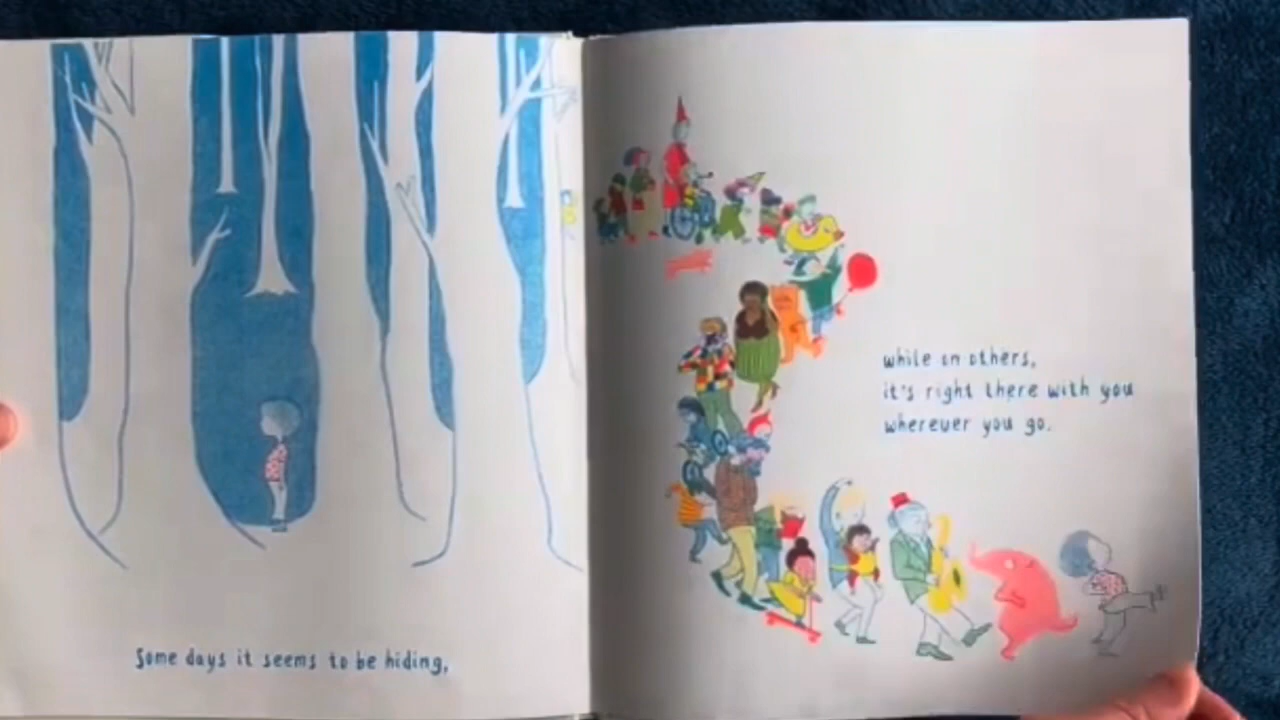 Some days it seems to be hiding,
while on others,
it's right there with you
wherever you go.